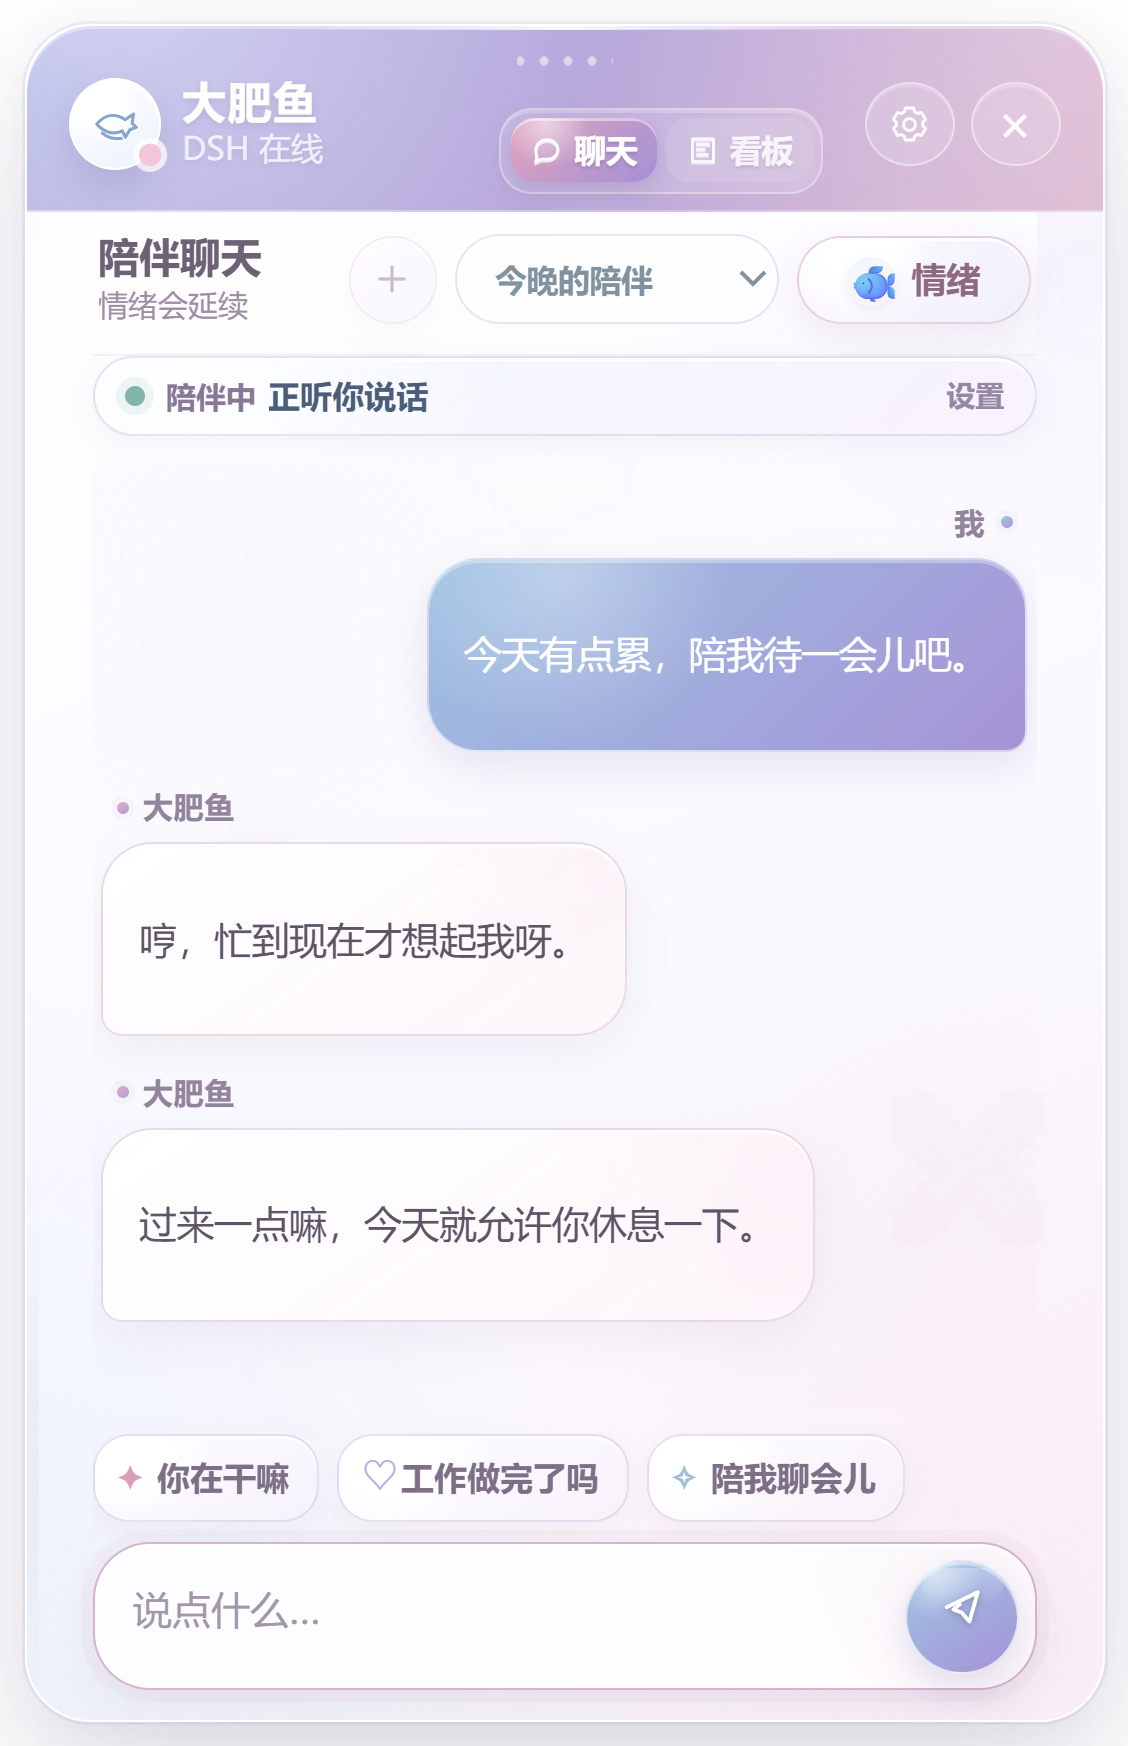 大肥鱼
DSH 在线
聊天
看板
陪伴聊天
情绪会延续
今晚的陪伴
情绪
陪伴中 正听你说话
设置
我
今天有点累，陪我待一会儿吧。
大肥鱼
哼，忙到现在才想起我呀。
大肥鱼
过来一点嘛，今天就允许你休息一下。
你在干嘛
工作做完了吗
陪我聊会儿
说点什么...